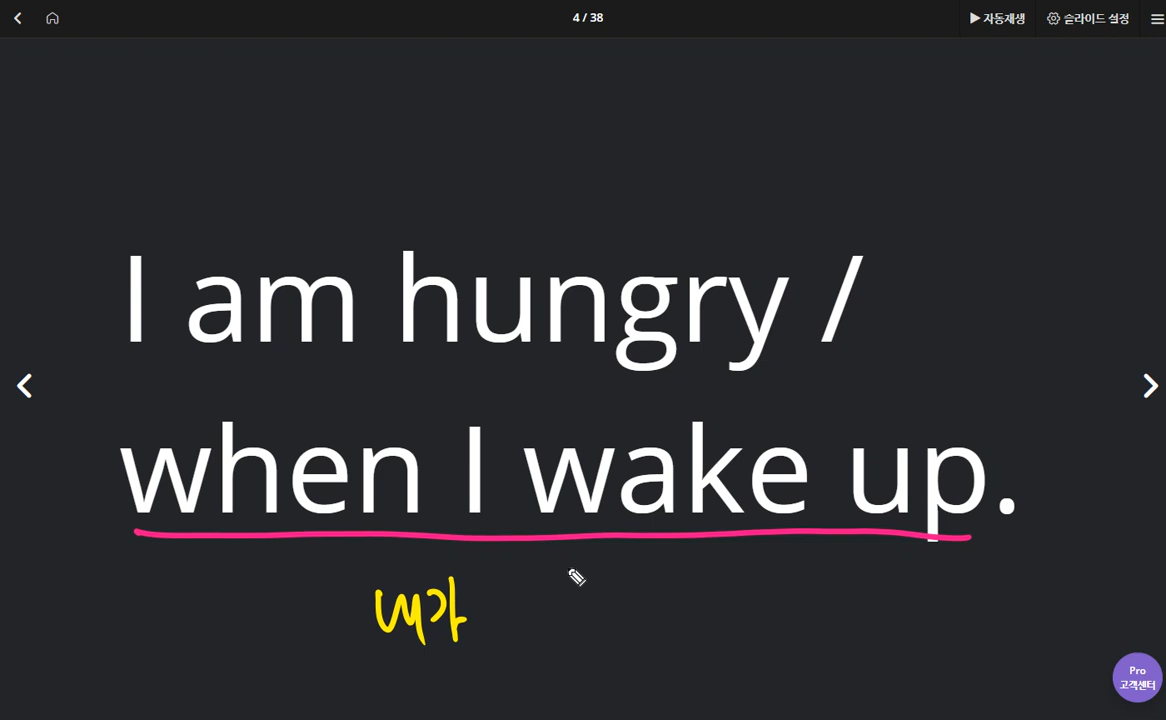 4 / 38
▶ 자동재생
슬라이드 설정
I am hungry /
when I wake up.
내가
Pro
고객센터